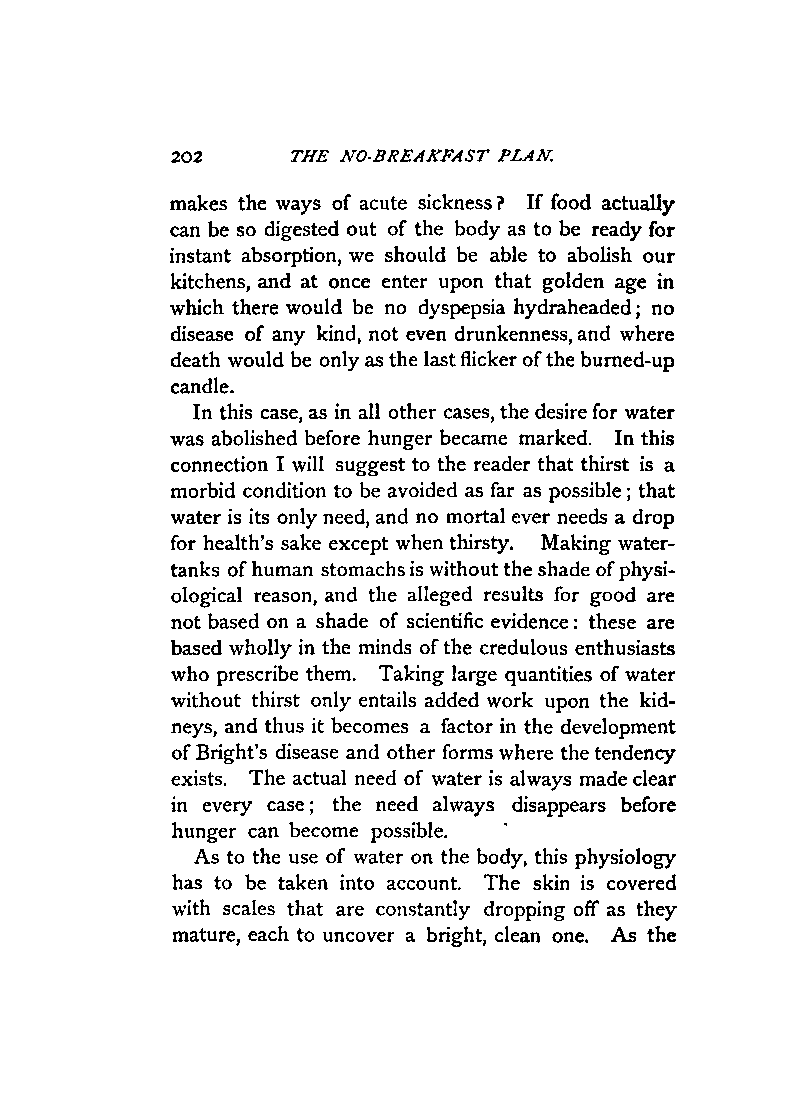 202 THE NO-BREAKFAST PLAN.
makes the ways of acute sickness? If food actually
can be so digested out of the body as to be ready for
instant absorption, we should be able to abolish our
kitchens, and at once enter upon that golden age in
which there would be no dyspepsia hydraheaded; no
disease of any kind, not even drunkenness, and where
death would be only as the last flicker of the burned-up
candle.
In this case, as in all other cases, the desire for water
was abolished before hunger became marked. In this
connection I will suggest to the reader that thirst is a
morbid condition to be avoided as far as possible; that
water is its only need, and no mortal ever needs a drop
for health's sake except when thirsty. Making water-
tanks of human stomachs is without the shade of physi-
ological reason, and the alleged results for good are
not based on a shade of scientific evidence: these are
based wholly in the minds of the credulous enthusiasts
who prescribe them. Taking large quantities of water
without thirst only entails added work upon the kid-
neys, and thus it becomes a factor in the development
of Bright's disease and other forms where the tendency
exists. The actual need of water is always made clear
in every case; the need always disappears before
hunger can become possible.
As to the use of water on the body, this physiology
has to be taken into account. The skin is covered
with scales that are constantly dropping off as they
mature, each to uncover a bright, clean one. As the